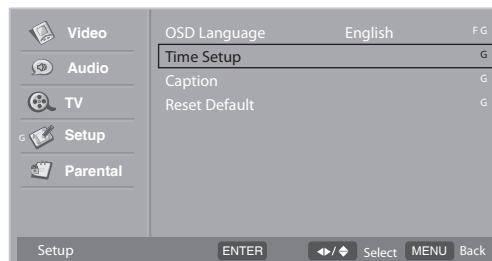 Video
Audio
TV
G Setup
Parental
OSD Language English F G
Time Setup G
Caption G
Reset Default G
Setup ENTER / Select MENU Back